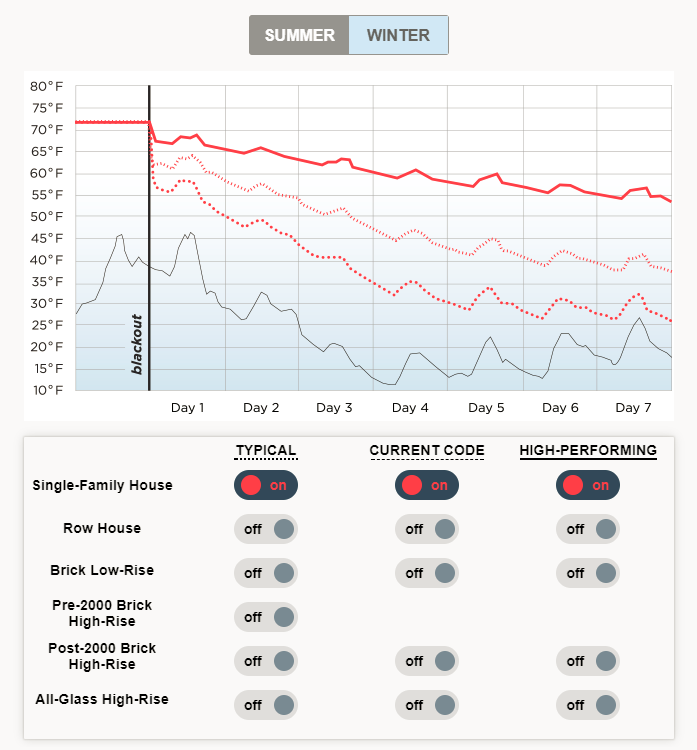 SUMMER WINTER
80°F
75°F
70°F
65°F
60°F
55°F
50°F
45°F
40°F
35°F
30°F
25°F
20°F
15°F
10°F
blackout
Day 1 Day 2 Day 3 Day 4 Day 5 Day 6 Day 7
TYPICAL CURRENT CODE HIGH-PERFORMING
Single-Family House on on on
Row House off off off
Brick Low-Rise off off off
Pre-2000 Brick
High-Rise off
Post-2000 Brick
High-Rise off off off
All-Glass High-Rise off off off